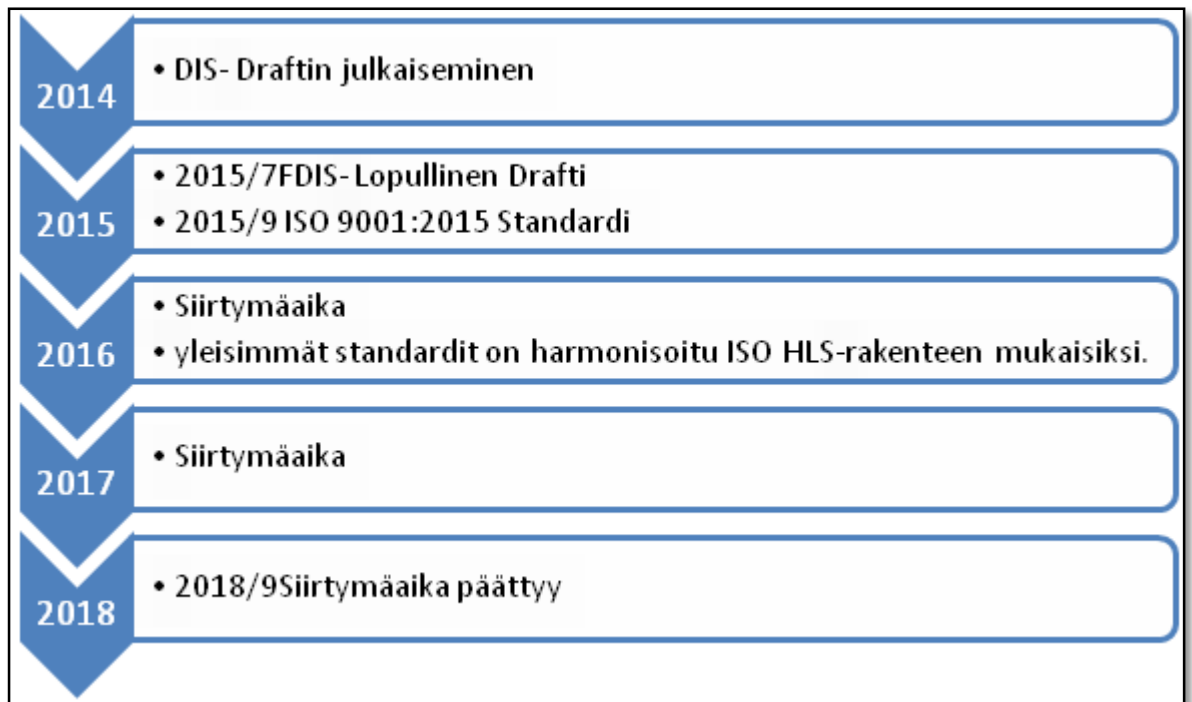 2014
• DIS- Draftin julkaiseminen
2015
• 2015/7FDIS- Lopullinen Drafti
• 2015/9 ISO 9001:2015 Standardi
2016
• Siirtymäaika
• yleisimmät standardit on harmonisoitu ISO HLS-rakenteen mukaisiksi.
2017
• Siirtymäaika
2018
• 2018/9Siirtymäaika päättyy